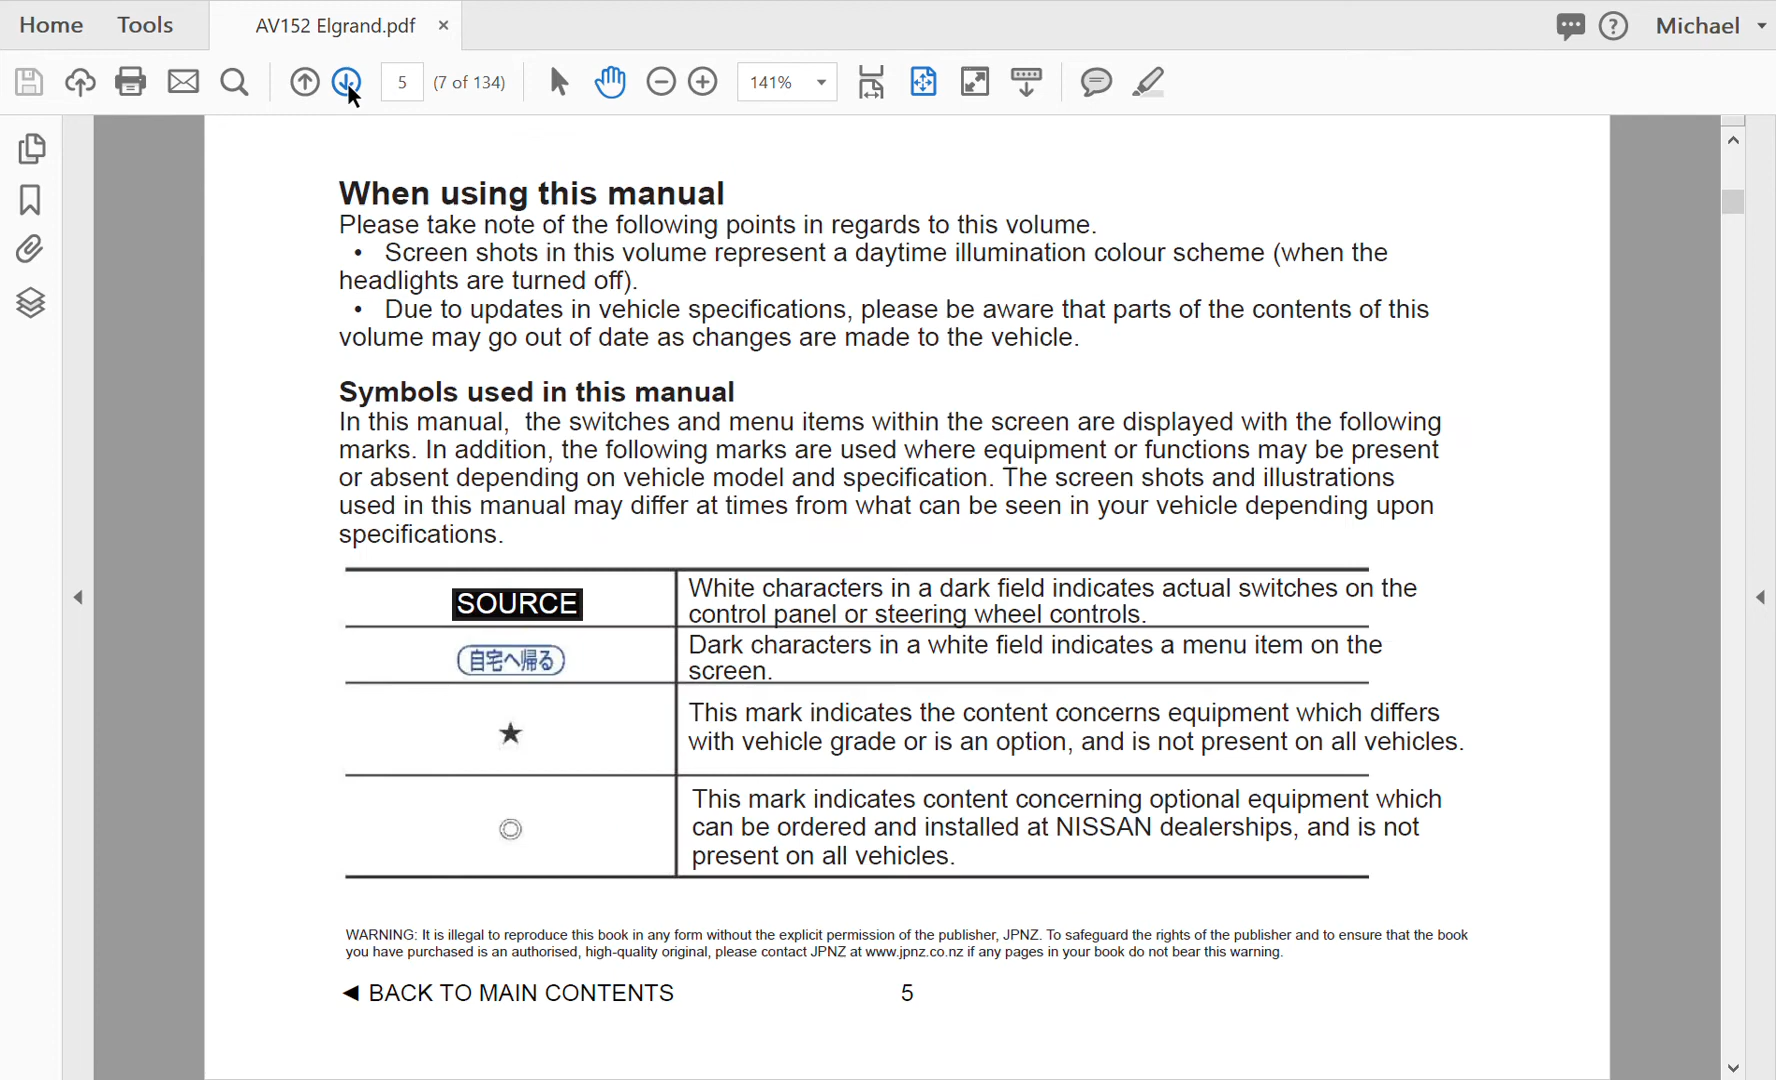 Home Tools AV152 Elgrand.pdf × ? Michael
5 (7 of 134) 141%
When using this manual
Please take note of the following points in regards to this volume.
• Screen shots in this volume represent a daytime illumination colour scheme (when the
headlights are turned off).
• Due to updates in vehicle specifications, please be aware that parts of the contents of this
volume may go out of date as changes are made to the vehicle.
Symbols used in this manual
In this manual, the switches and menu items within the screen are displayed with the following
marks. In addition, the following marks are used where equipment or functions may be present
or absent depending on vehicle model and specification. The screen shots and illustrations
used in this manual may differ at times from what can be seen in your vehicle depending upon
specifications.
SOURCE
White characters in a dark field indicates actual switches on the
control panel or steering wheel controls.
自宅へ帰る
Dark characters in a white field indicates a menu item on the
screen.
★
This mark indicates the content concerns equipment which differs
with vehicle grade or is an option, and is not present on all vehicles.
◎
This mark indicates content concerning optional equipment which
can be ordered and installed at NISSAN dealerships, and is not
present on all vehicles.
WARNING: It is illegal to reproduce this book in any form without the explicit permission of the publisher, JPNZ. To safeguard the rights of the publisher and to ensure that the book
you have purchased is an authorised, high-quality original, please contact JPNZ at www.jpnz.co.nz if any pages in your book do not bear this warning.
◀ BACK TO MAIN CONTENTS 5